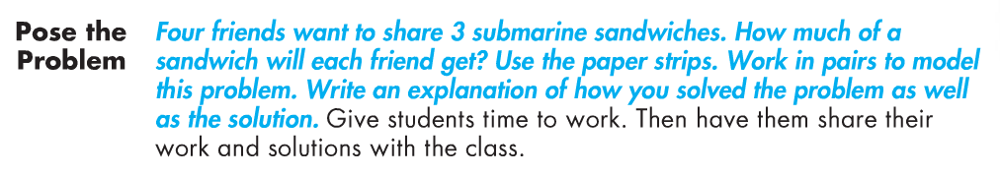 Pose the Problem
Four friends want to share 3 submarine sandwiches. How much of a
sandwich will each friend get? Use the paper strips. Work in pairs to model
this problem. Write an explanation of how you solved the problem as well
as the solution. Give students time to work. Then have them share their
work and solutions with the class.